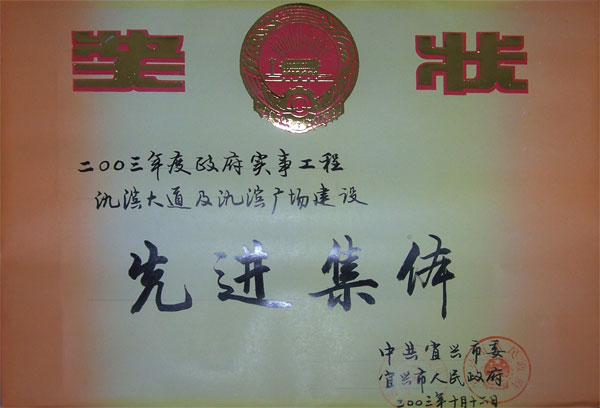 奖状
二〇〇三年度政府实事工程
氿滨大道及氿滨广场建设
先进集体
中共宜兴市委
宜兴市人民政府
二〇〇三年十月十六日